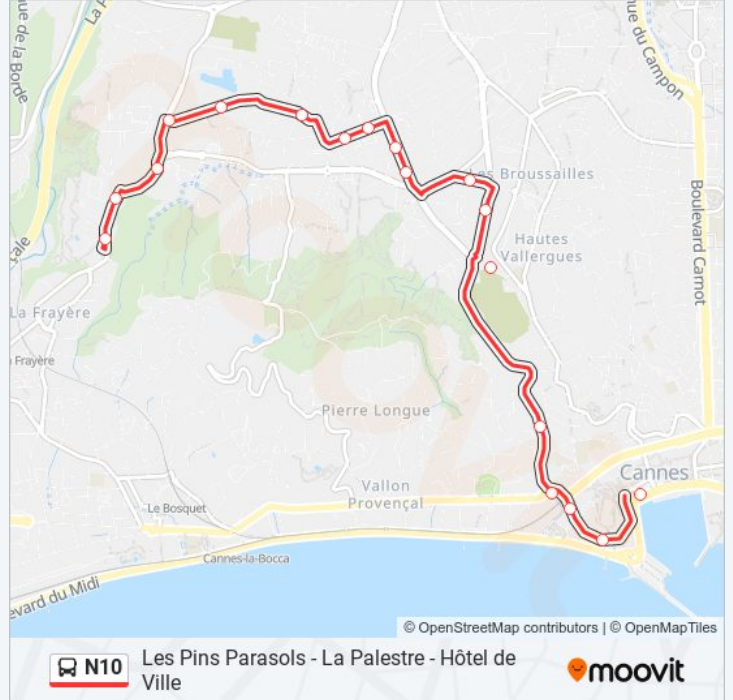 ue de la Borde
La F
ue du Campon
Les Broussailles
Hautes
Vallergues
Boulevard Carnot
çale
La Frayère
Frayère
Pierre Longue
Cannes
Vallon
Provençal
Le Bosquet
Cannes-la-Bocca
evard du Midi
© OpenStreetMap contributors | © OpenMapTiles
N10
Les Pins Parasols - La Palestre - Hôtel de
Ville
moovit